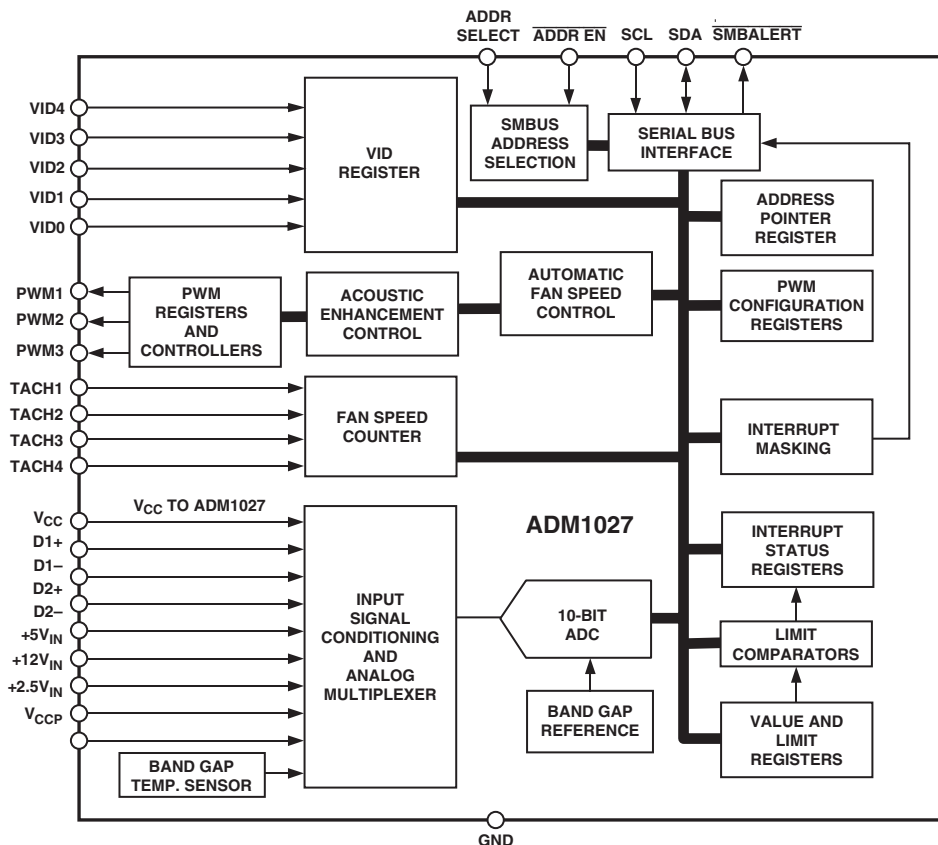 ADDR
SELECT
ADDR EN
SCL
SDA
SMBALERT
VID4
VID3
VID2
VID1
VID0
VID
REGISTER
SMBUS
ADDRESS
SELECTION
SERIAL BUS
INTERFACE
ADDRESS
POINTER
REGISTER
PWM1
PWM2
PWM3
PWM
REGISTERS
AND
CONTROLLERS
ACOUSTIC
ENHANCEMENT
CONTROL
AUTOMATIC
FAN SPEED
CONTROL
PWM
CONFIGURATION
REGISTERS
TACH1
TACH2
TACH3
TACH4
FAN SPEED
COUNTER
INTERRUPT
MASKING
VCC
D1+
D1–
D2+
D2–
+5VIN
+12VIN
+2.5VIN
VCCP
VCC TO ADM1027
BAND GAP
TEMP. SENSOR
INPUT
SIGNAL
CONDITIONING
AND
ANALOG
MULTIPLEXER
ADM1027
10-BIT
ADC
BAND GAP
REFERENCE
INTERRUPT
STATUS
REGISTERS
LIMIT
COMPARATORS
VALUE AND
LIMIT
REGISTERS
GND